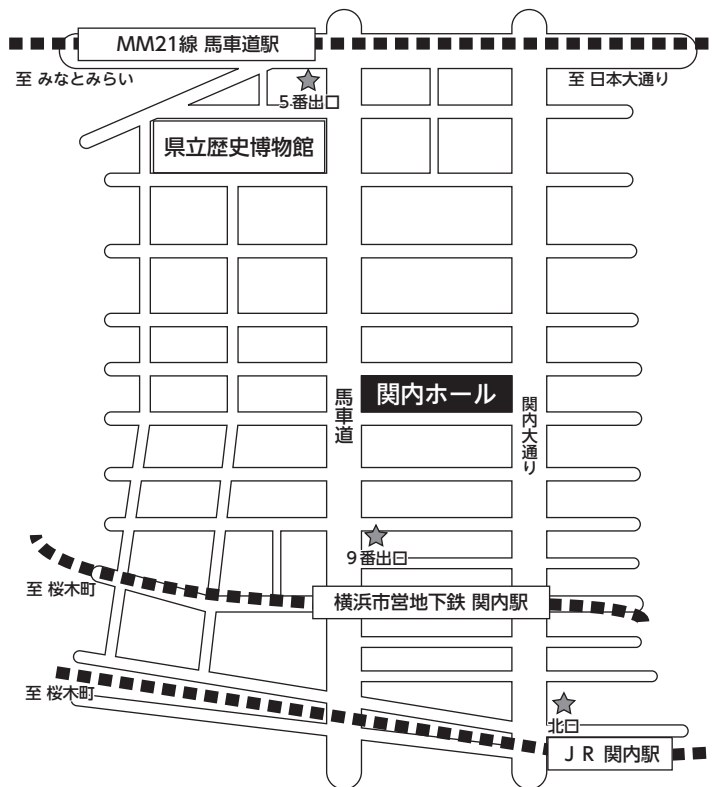 MM21線 馬車道駅
至 みなとみらい
至 日本大通り
5番出口
県立歴史博物館
関内ホール
馬車道
関内大通り
9番出口
至 桜木町
横浜市営地下鉄 関内駅
至 桜木町
北口
JR 関内駅